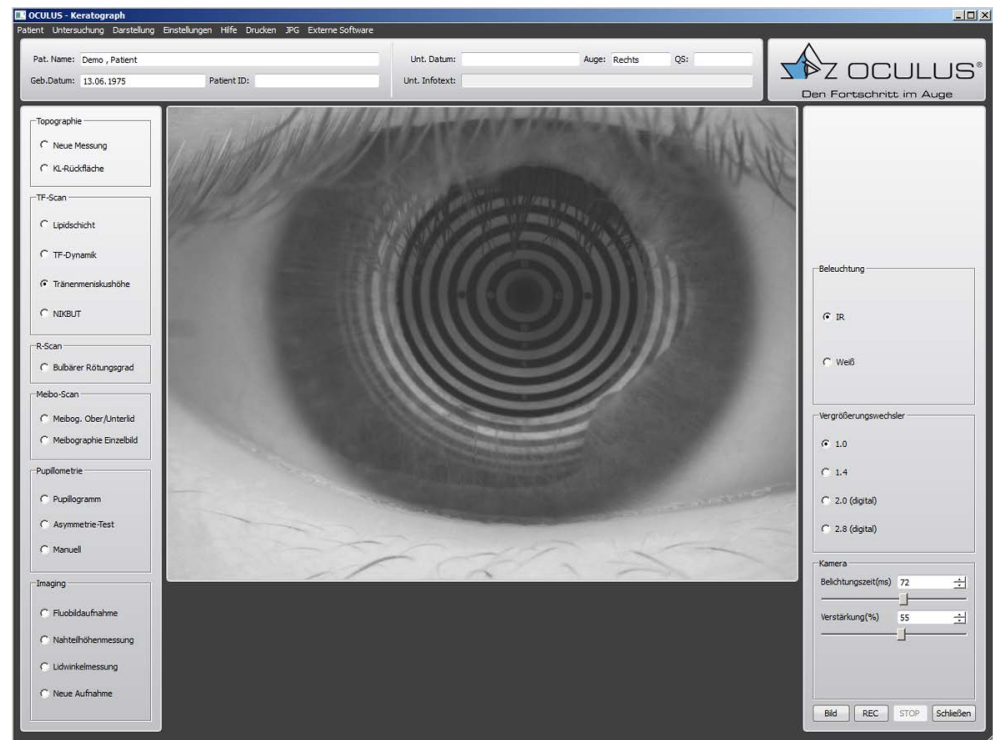 OCULUS - Keratograph
Patient Untersuchung Darstellung Einstellungen Hilfe Drucken JPG Externe Software
Pat. Name: Demo , Patient
Geb.Datum: 13.06.1975 Patient ID:
Unt. Datum: Auge: Rechts QS:
Unt. Infotext:
OCULUS®
Den Fortschritt im Auge
Topographie
Neue Messung
KL-Rückfläche
TF-Scan
Lipidschicht
TF-Dynamik
Tränenmeniskushöhe
NIKBUT
R-Scan
Bulbärer Rötungsgrad
Meibo-Scan
Meibog. Ober/Unterlid
Meibographie Einzelbild
Pupillometrie
Pupillogramm
Asymmetrie-Test
Manuell
Imaging
Fluobildaufnahme
Nahteilhöhenmessung
Lidwinkelmessung
Neue Aufnahme
Beleuchtung
IR
Weiß
Vergrößerungswechsler
1.0
1.4
2.0 (digital)
2.8 (digital)
Kamera
Belichtungszeit(ms) 72
Verstärkung(%) 55
Bild REC STOP Schließen